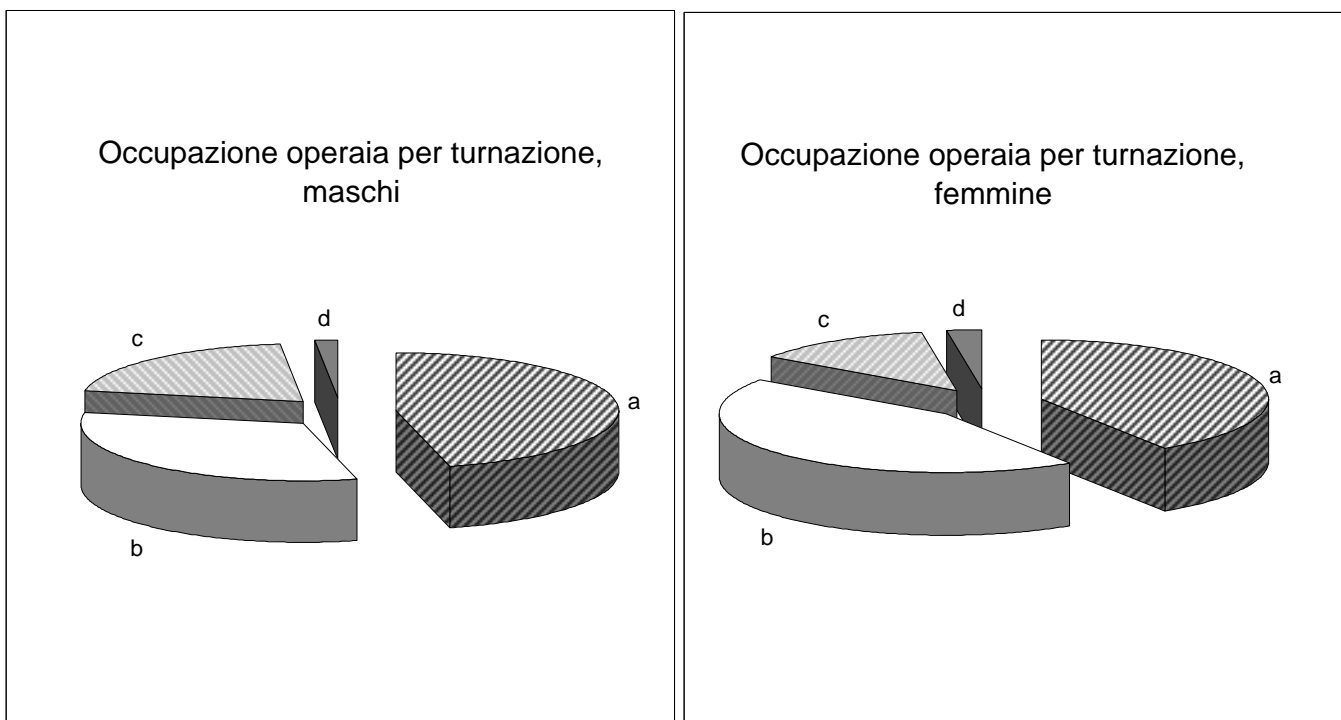 Occupazione operaia per turnazione,
maschi
d
c
a
b
Occupazione operaia per turnazione,
femmine
d
c
a
b